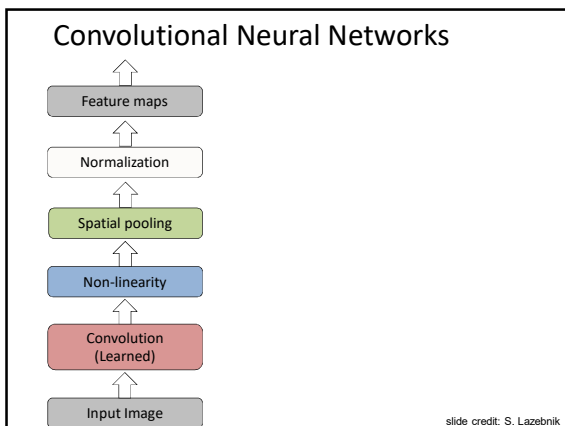 Convolutional Neural Networks
Feature maps
Normalization
Spatial pooling
Non-linearity
Convolution
(Learned)
Input Image
slide credit: S. Lazebnik